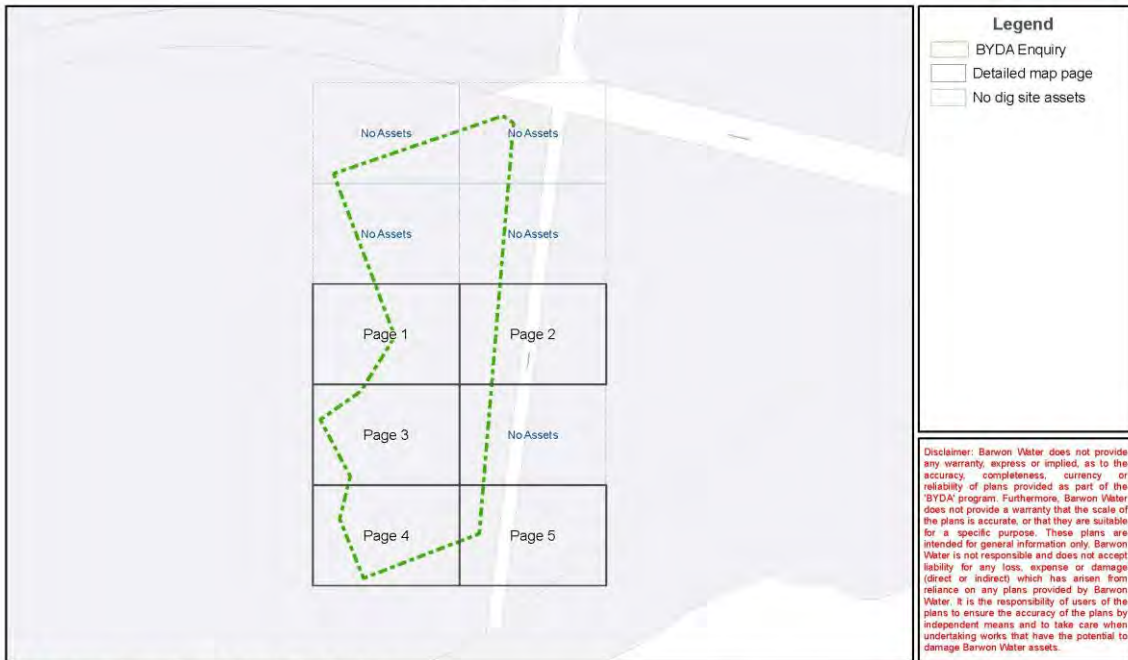 No Assets
No Assets
No Assets
No Assets
Page 1
Page 2
Page 3
No Assets
Page 4
Page 5
Legend
BYDA Enquiry
Detailed map page
No dig site assets
Disclaimer: Barwon Water does not provide
any warranty, express or implied, as to the
accuracy, completeness, currency or
reliability of plans provided as part of the
'BYDA' program. Furthermore, Barwon Water
does not provide a warranty that the scale of
the plans is accurate, or that they are suitable
for a specific purpose. These plans are
intended for general information only. Barwon
Water is not responsible and does not accept
liability for any loss, expense or damage
(direct or indirect) which has arisen from
reliance on any plans provided by Barwon
Water. It is the responsibility of users of the
plans to ensure the accuracy of the plans by
independent means and to take care when
undertaking works that have the potential to
damage Barwon Water assets.